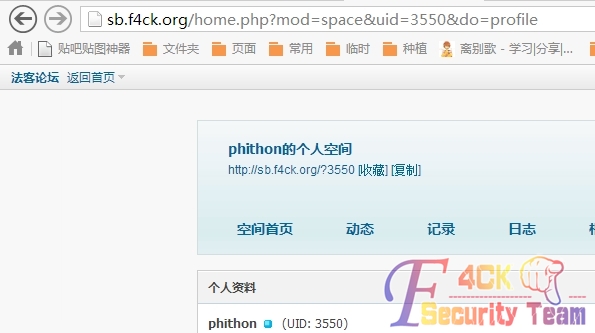 sb.f4ck.org/home.php?mod=space&uid=3550&do=profile
贴吧贴图神器 文件夹 页面 常用 临时 种植 离别歌 - 学习|分享|...
法客论坛 返回首页
phithon的个人空间
http://sb.f4ck.org/?3550 [收藏] [复制]
空间首页 动态 记录 日志
个人资料
phithon (UID: 3550)
F4CK
Security Team